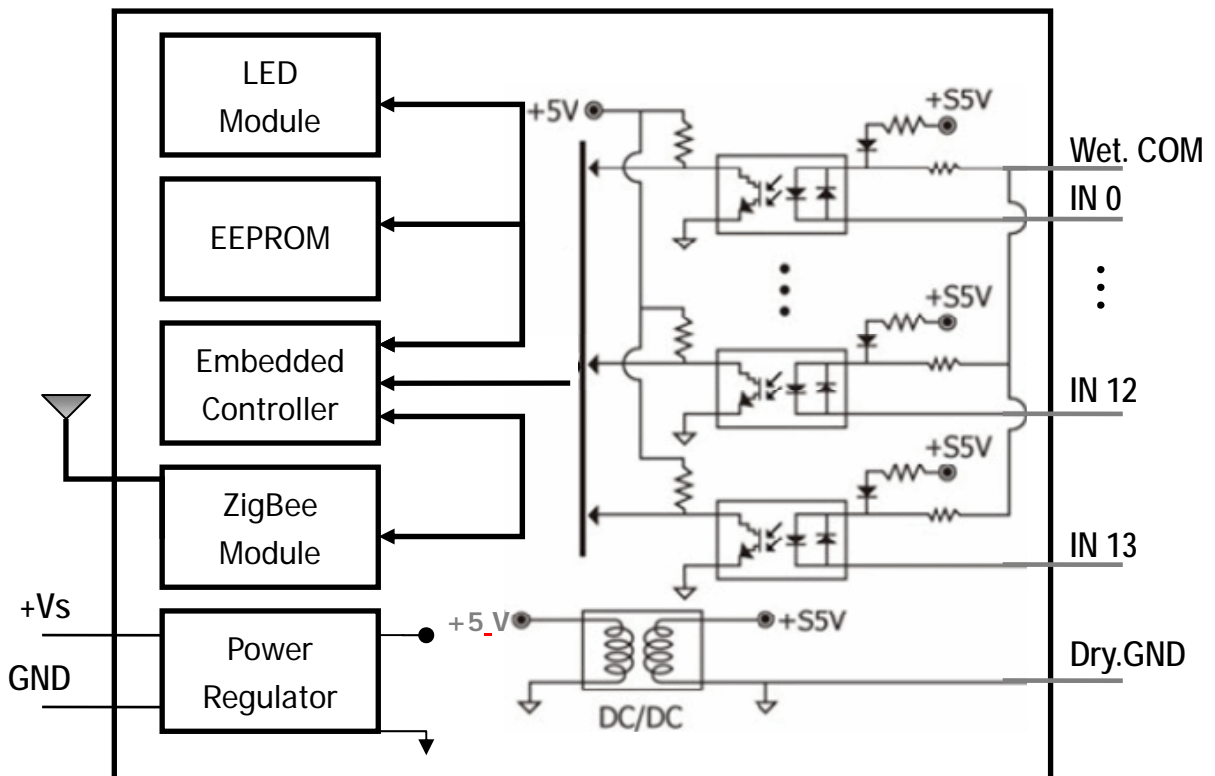 LED
Module
EEPROM
Embedded
Controller
ZigBee
Module
Power
Regulator
+Vs
GND
+5V
+S5V
+S5V
+S5V
+5_V
+S5V
DC/DC
Wet. COM
IN 0
IN 12
IN 13
Dry.GND